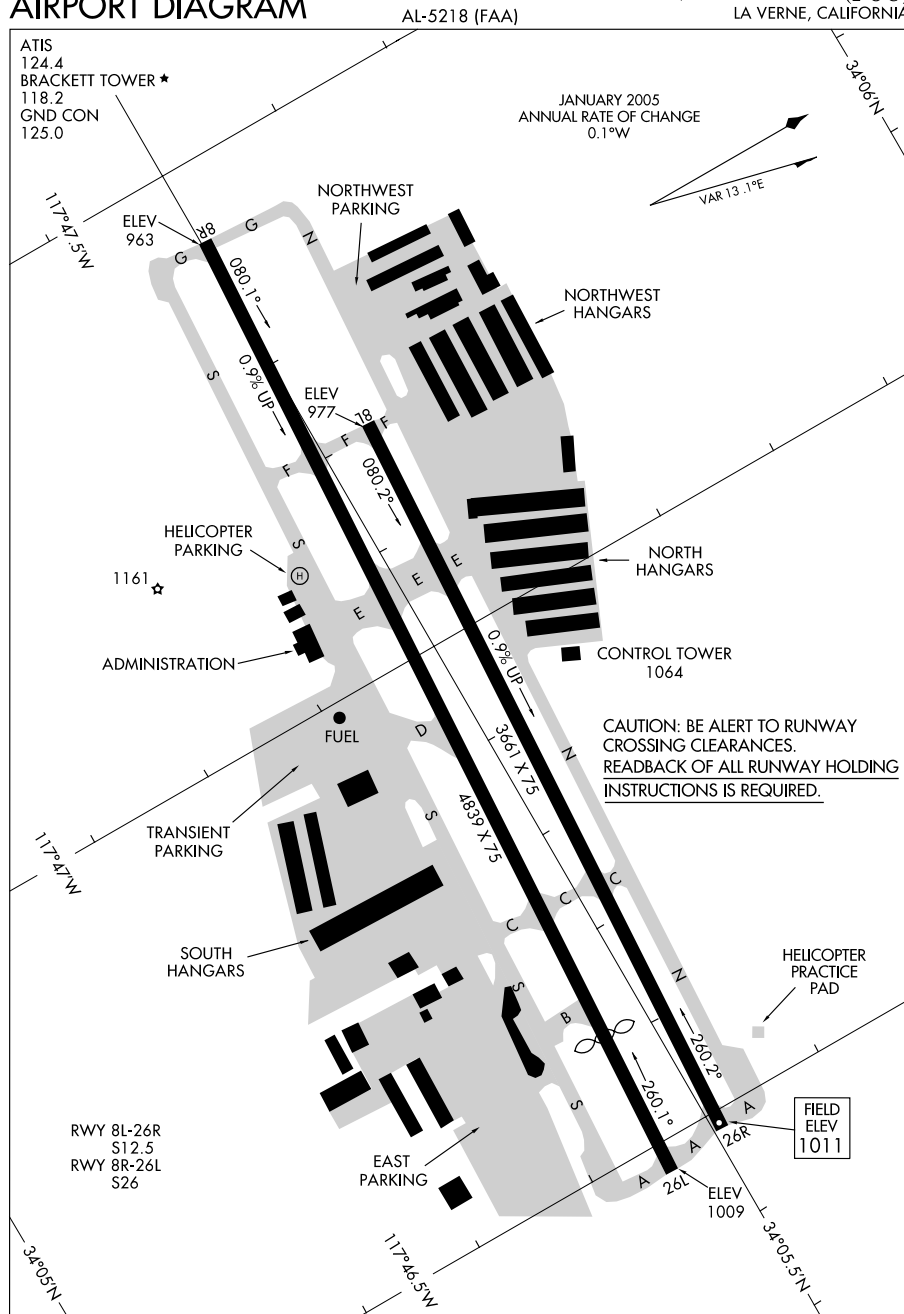 AIRPORT DIAGRAM
AL-5218 (FAA)
LA VERNE, CALIFORNIA
ATIS
124.4
BRACKETT TOWER
118.2
GND CON
125.0
JANUARY 2005
ANNUAL RATE OF CHANGE
0.1°W
VAR 13.1°E
34°06'N
117°47.5'W
NORTHWEST
PARKING
ELEV
963
8R
G
G
N
080.1°
NORTHWEST
HANGARS
S
0.9% UP
ELEV
977
8L
F
F
F
080.2°
HELICOPTER
PARKING
S
H
E
E
E
NORTH
HANGARS
1161
ADMINISTRATION
0.9% UP
CONTROL TOWER
1064
FUEL
D
3661 X 75
N
CAUTION: BE ALERT TO RUNWAY
CROSSING CLEARANCES.
READBACK OF ALL RUNWAY HOLDING
INSTRUCTIONS IS REQUIRED.
TRANSIENT
PARKING
S
4839 X 75
117°47'W
C
C
C
SOUTH
HANGARS
N
HELICOPTER
PRACTICE
PAD
S
B
260.2°
260.1°
S
A
A
A
26R
26L
FIELD
ELEV
1011
RWY 8L-26R
S12.5
RWY 8R-26L
S26
EAST
PARKING
ELEV
1009
34°05'N
117°46.5'W
34°05.5'N